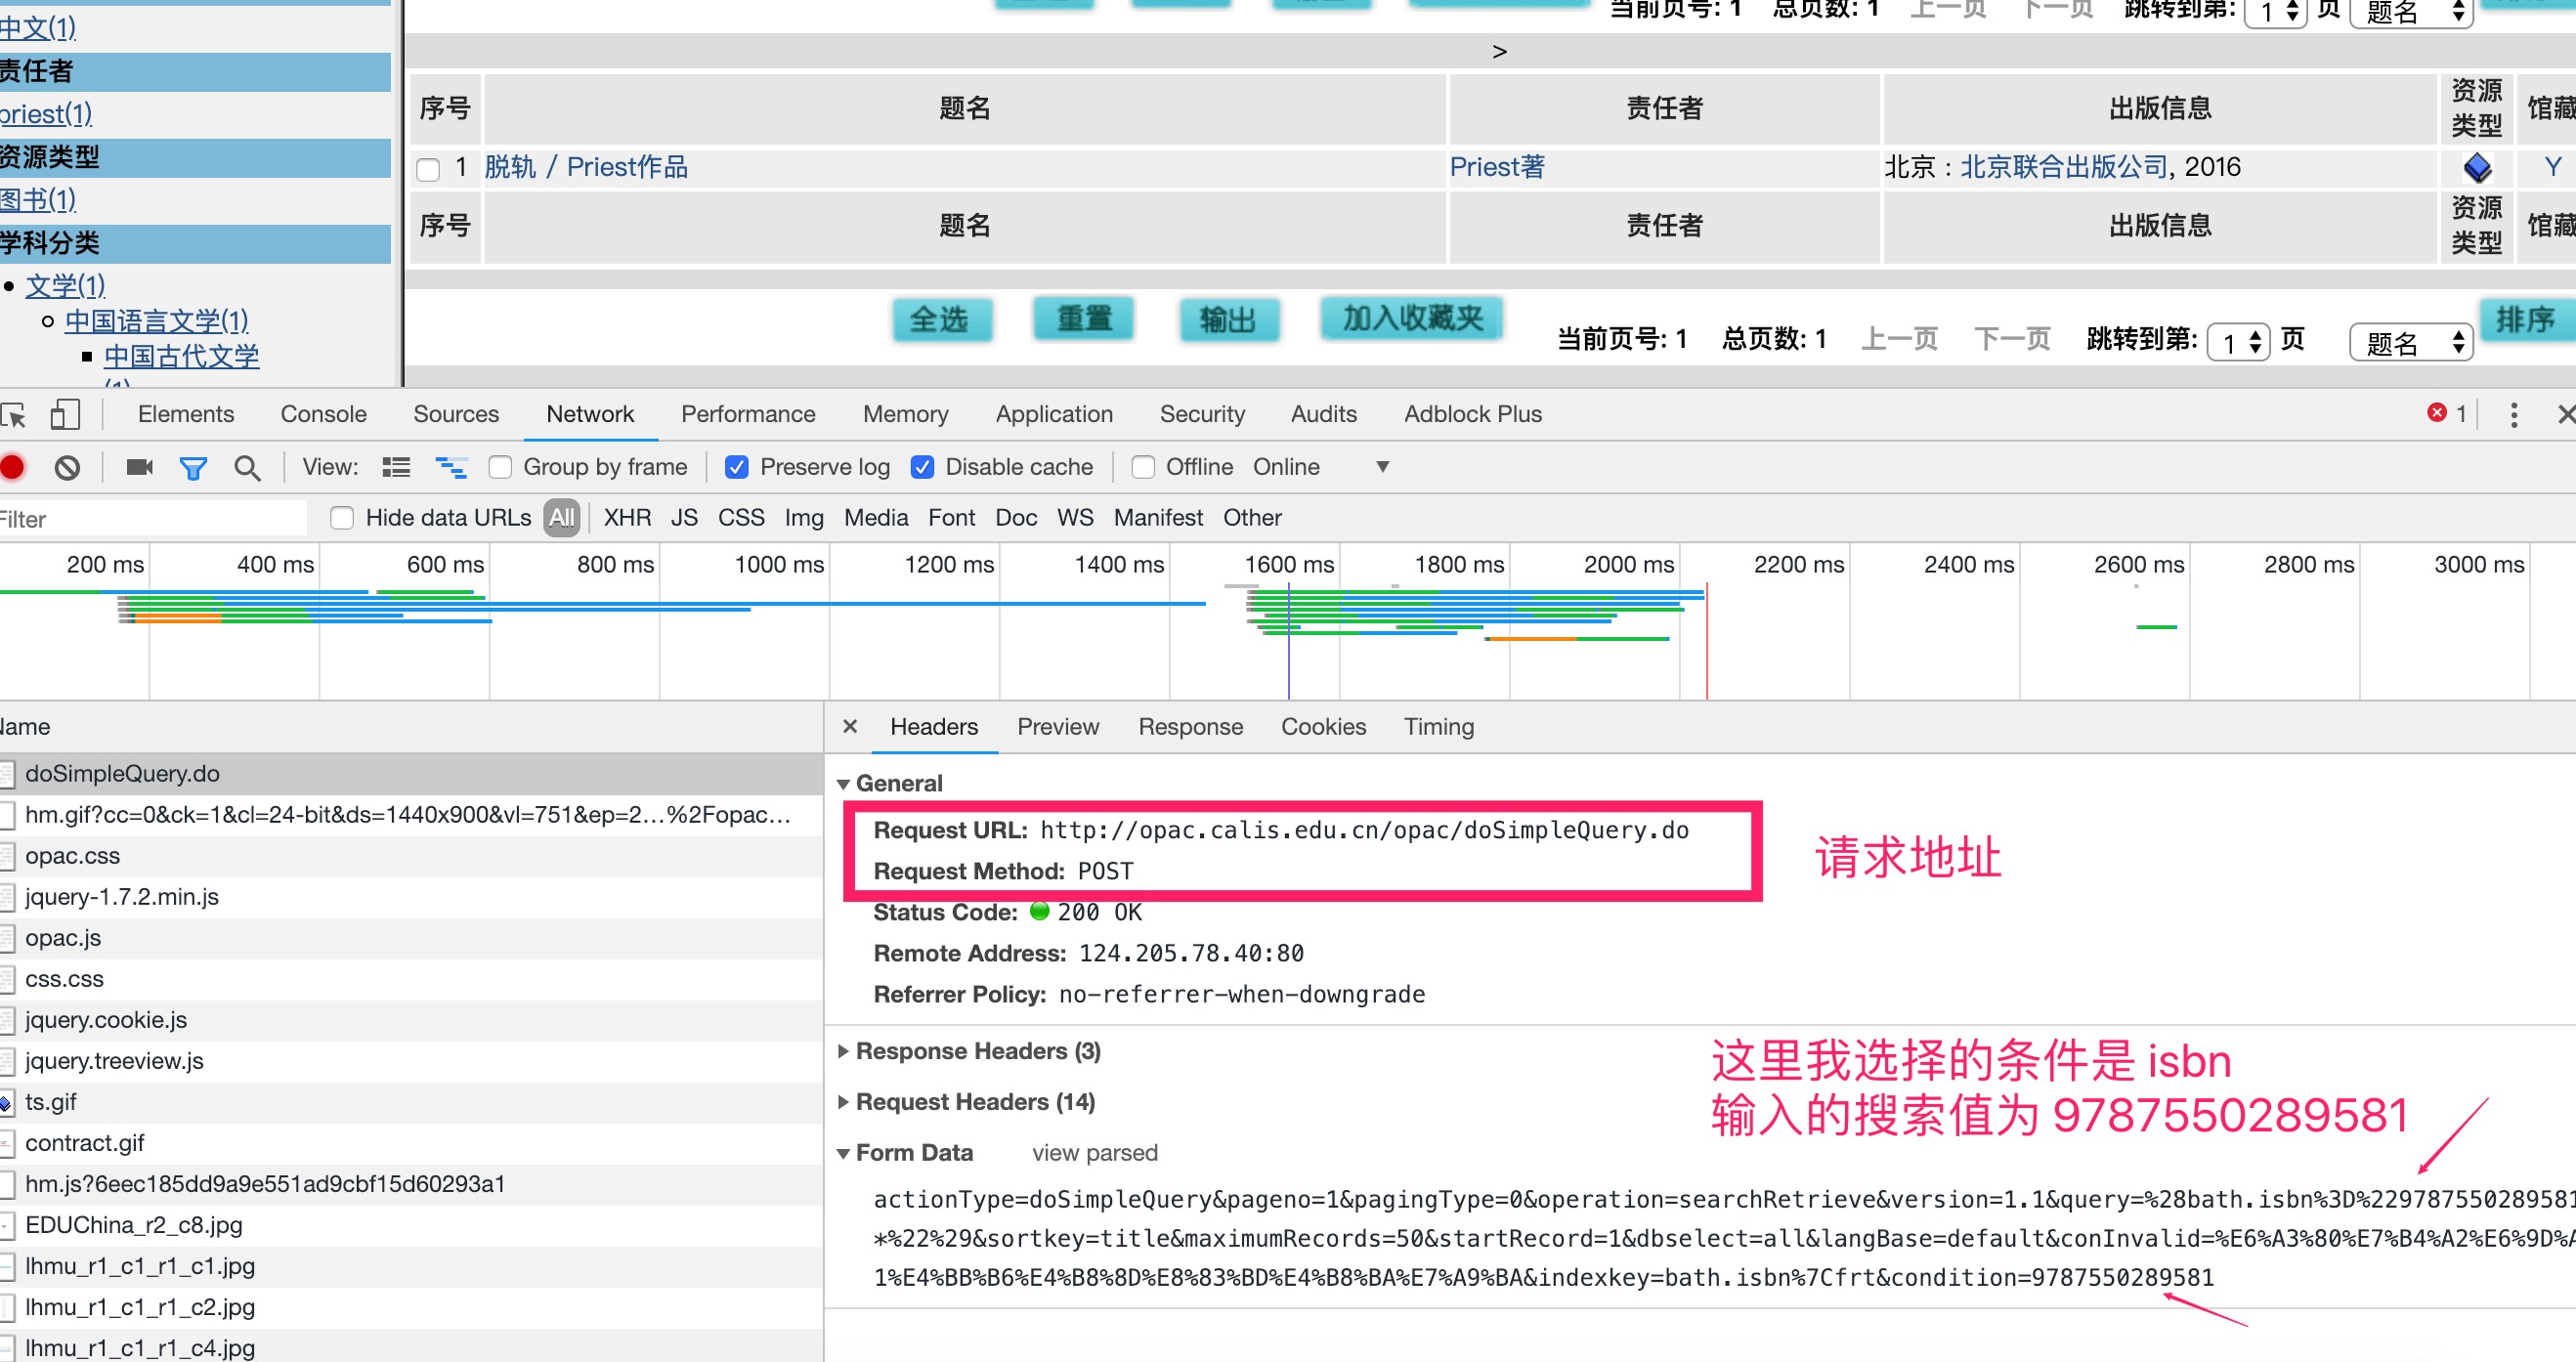 中文(1)
责任者
priest(1)
资源类型
图书(1)
学科分类
文学(1)
中国语言文学(1)
中国古代文学
(1)
当前页号: 1 总页数: 1 上一页 下一页 跳转到第: 1 页 题名
>
序号 题名 责任者 出版信息 资源类型 馆藏
1 脱轨 / Priest作品 Priest著 北京 : 北京联合出版公司, 2016 Y
序号 题名 责任者 出版信息 资源类型 馆藏
全选 重置 输出 加入收藏夹 当前页号: 1 总页数: 1 上一页 下一页 跳转到第: 1 页 题名 排序
Elements Console Sources Network Performance Memory Application Security Audits Adblock Plus 1
View: Group by frame Preserve log Disable cache Offline Online
Filter Hide data URLs All XHR JS CSS Img Media Font Doc WS Manifest Other
200 ms 400 ms 600 ms 800 ms 1000 ms 1200 ms 1400 ms 1600 ms 1800 ms 2000 ms 2200 ms 2400 ms 2600 ms 2800 ms 3000 ms
Name
doSimpleQuery.do
hm.gif?cc=0&ck=1&cl=24-bit&ds=1440x900&vl=751&ep=2…%2Fopac…
opac.css
jquery-1.7.2.min.js
opac.js
css.css
jquery.cookie.js
jquery.treeview.js
ts.gif
contract.gif
hm.js?6eec185dd9a9e551ad9cbf15d60293a1
EDUChina_r2_c8.jpg
lhmu_r1_c1_r1_c1.jpg
lhmu_r1_c1_r1_c2.jpg
lhmu_r1_c1_r1_c4.jpg
Headers Preview Response Cookies Timing
General
Request URL: http://opac.calis.edu.cn/opac/doSimpleQuery.do
Request Method: POST
请求地址
Status Code: 200 OK
Remote Address: 124.205.78.40:80
Referrer Policy: no-referrer-when-downgrade
Response Headers (3)
Request Headers (14)
这里我选择的条件是 isbn
输入的搜索值为 9787550289581
Form Data view parsed
actionType=doSimpleQuery&pageno=1&pagingType=0&operation=searchRetrieve&version=1.1&query=%28bath.isbn%3D%229787550289581
*%22%29&sortkey=title&maximumRecords=50&startRecord=1&dbselect=all&langBase=default&conInvalid=%E6%A3%80%E7%B4%A2%E6%9D%A
1%E4%BB%B6%E4%B8%8D%E8%83%BD%E4%B8%BA%E7%A9%BA&indexkey=bath.isbn%7Cfrt&condition=9787550289581